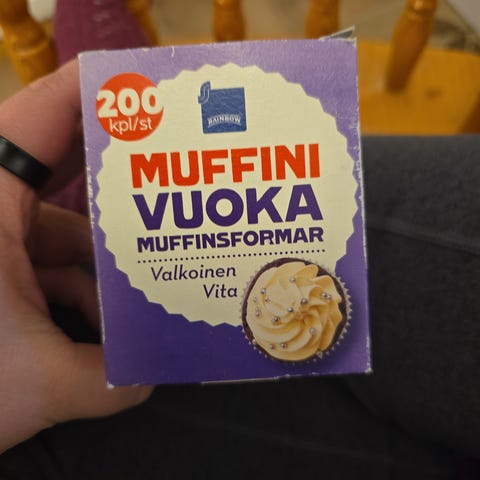 200
kpl/st
RAINBOW
MUFFINI
VUOKA
MUFFINSFORMAR
Valkoinen
Vita